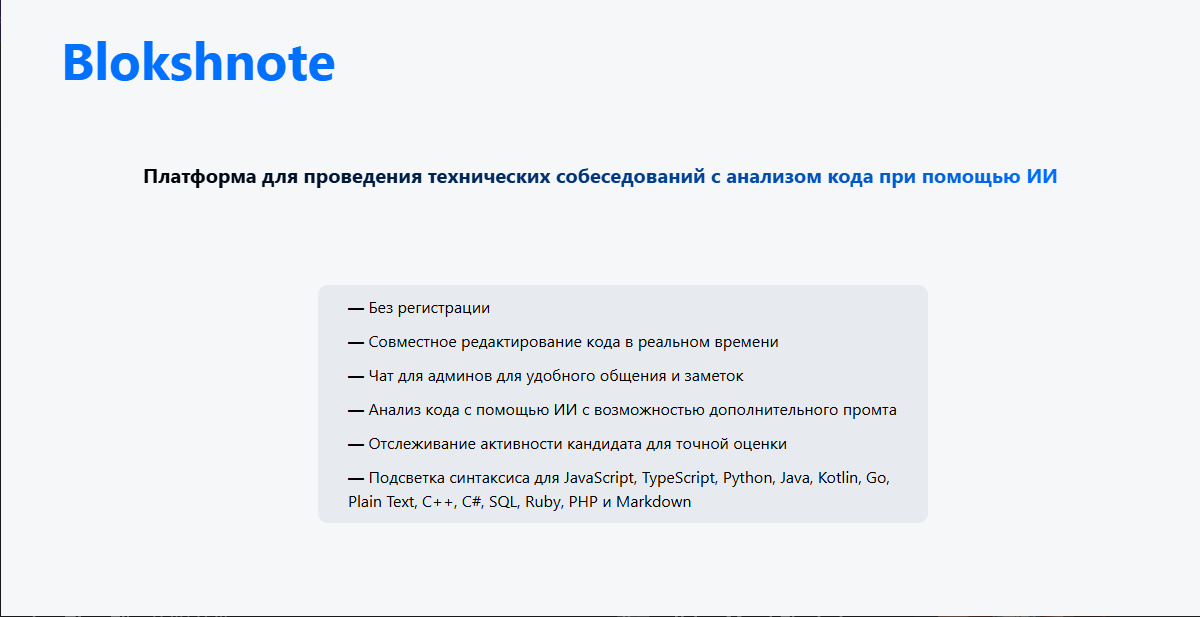 Blokshnote
Платформа для проведения технических собеседований с анализом кода при помощью ИИ
— Без регистрации
— Совместное редактирование кода в реальном времени
— Чат для админов для удобного общения и заметок
— Анализ кода с помощью ИИ с возможностью дополнительного промта
— Отслеживание активности кандидата для точной оценки
— Подсветка синтаксиса для JavaScript, TypeScript, Python, Java, Kotlin, Go,
Plain Text, C++, C#, SQL, Ruby, PHP и Markdown